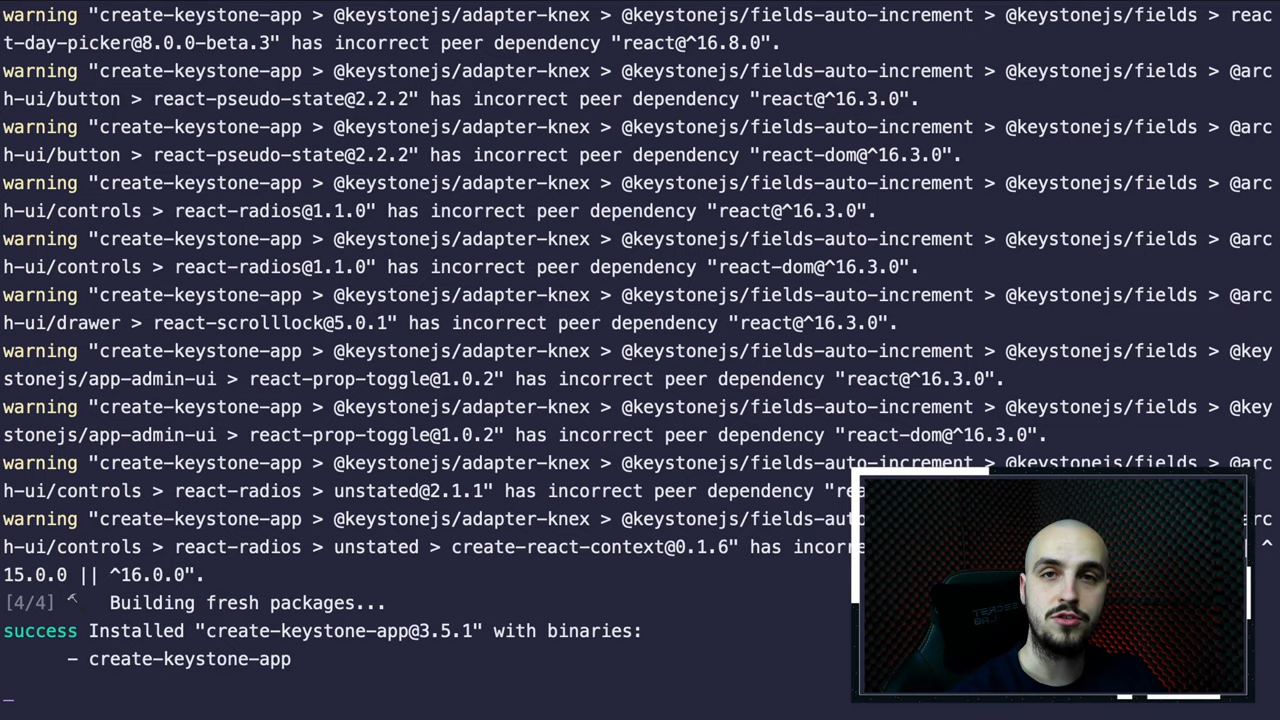 warning "create-keystone-app > @keystonejs/adapter-knex > @keystonejs/fields-auto-increment > @keystonejs/fields > reac
t-day-picker@8.0.0-beta.3" has incorrect peer dependency "react@^16.8.0".
warning "create-keystone-app > @keystonejs/adapter-knex > @keystonejs/fields-auto-increment > @keystonejs/fields > @arc
h-ui/button > react-pseudo-state@2.2.2" has incorrect peer dependency "react@^16.3.0".
warning "create-keystone-app > @keystonejs/adapter-knex > @keystonejs/fields-auto-increment > @keystonejs/fields > @arc
h-ui/button > react-pseudo-state@2.2.2" has incorrect peer dependency "react-dom@^16.3.0".
warning "create-keystone-app > @keystonejs/adapter-knex > @keystonejs/fields-auto-increment > @keystonejs/fields > @arc
h-ui/controls > react-radios@1.1.0" has incorrect peer dependency "react@^16.3.0".
warning "create-keystone-app > @keystonejs/adapter-knex > @keystonejs/fields-auto-increment > @keystonejs/fields > @arc
h-ui/controls > react-radios@1.1.0" has incorrect peer dependency "react-dom@^16.3.0".
warning "create-keystone-app > @keystonejs/adapter-knex > @keystonejs/fields-auto-increment > @keystonejs/fields > @arc
h-ui/drawer > react-scrolllock@5.0.1" has incorrect peer dependency "react@^16.3.0".
warning "create-keystone-app > @keystonejs/adapter-knex > @keystonejs/fields-auto-increment > @keystonejs/fields > @key
stonejs/app-admin-ui > react-prop-toggle@1.0.2" has incorrect peer dependency "react@^16.3.0".
warning "create-keystone-app > @keystonejs/adapter-knex > @keystonejs/fields-auto-increment > @keystonejs/fields > @key
stonejs/app-admin-ui > react-prop-toggle@1.0.2" has incorrect peer dependency "react-dom@^16.3.0".
warning "create-keystone-app > @keystonejs/adapter-knex > @keystonejs/fields-auto-increment > @keystonejs/fields > @arc
h-ui/controls > react-radios > unstated@2.1.1" has incorrect peer dependency "rea
warning "create-keystone-app > @keystonejs/adapter-knex > @keystonejs/fields-auto arc
h-ui/controls > react-radios > unstated > create-react-context@0.1.6" has incorre ^
15.0.0 || ^16.0.0".
[4/4] Building fresh packages...
success Installed "create-keystone-app@3.5.1" with binaries:
- create-keystone-app